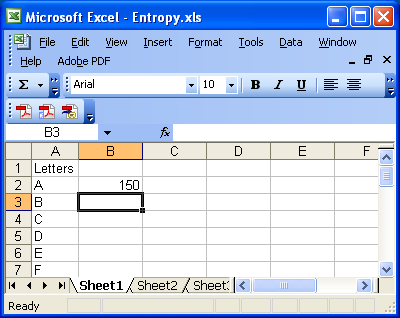 Microsoft Excel - Entropy.xls
File Edit View Insert Format Tools Data Window
Help Adobe PDF
Σ Arial 10 B I U
B3 fx
A B C D E F
1 Letters
2 A 150
3 B
4 C
5 D
6 E
7 F
Sheet1 Sheet2 Sheet
Ready